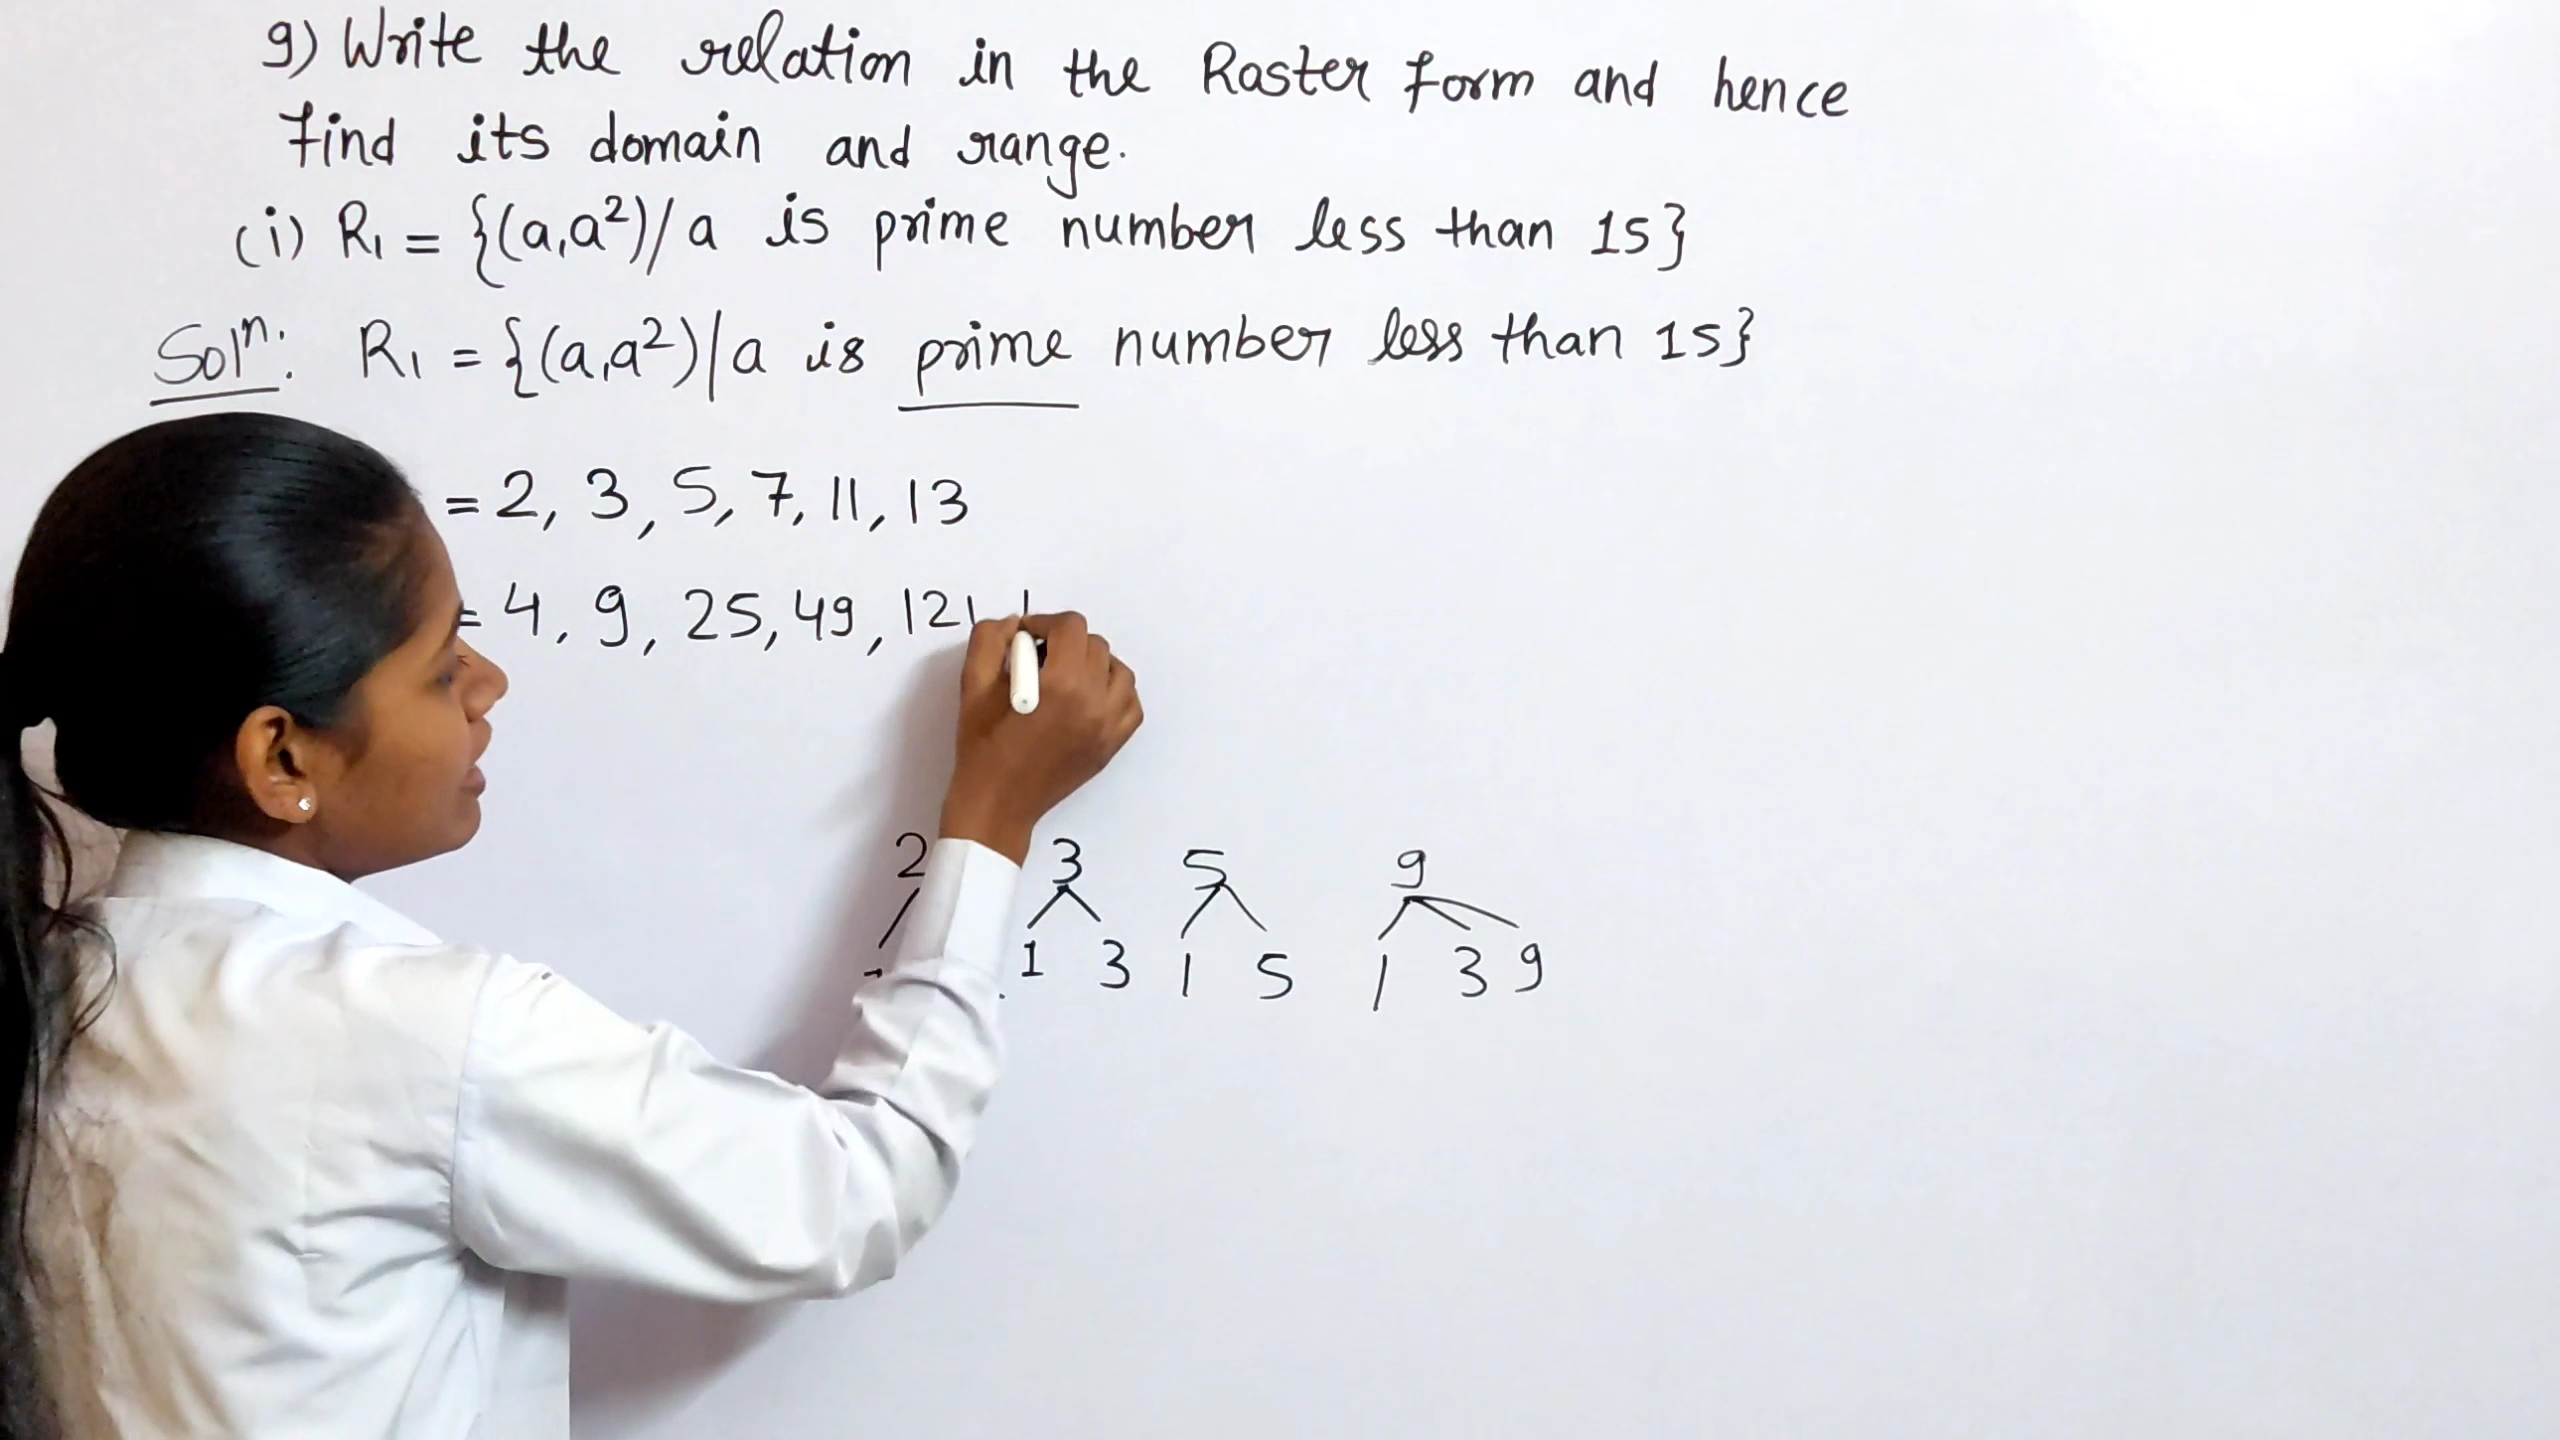 9) Write the relation in the Roster form and hence
find its domain and range.
(i) R₁ = {(a,a²)/a is prime number less than 15}
Solⁿ: R₁ = {(a,a²)/a is prime number less than 15}
= 2, 3, 5, 7, 11, 13
= 4, 9, 25, 49, 121
2 3 5 9
1 3 1 5 1 3 9